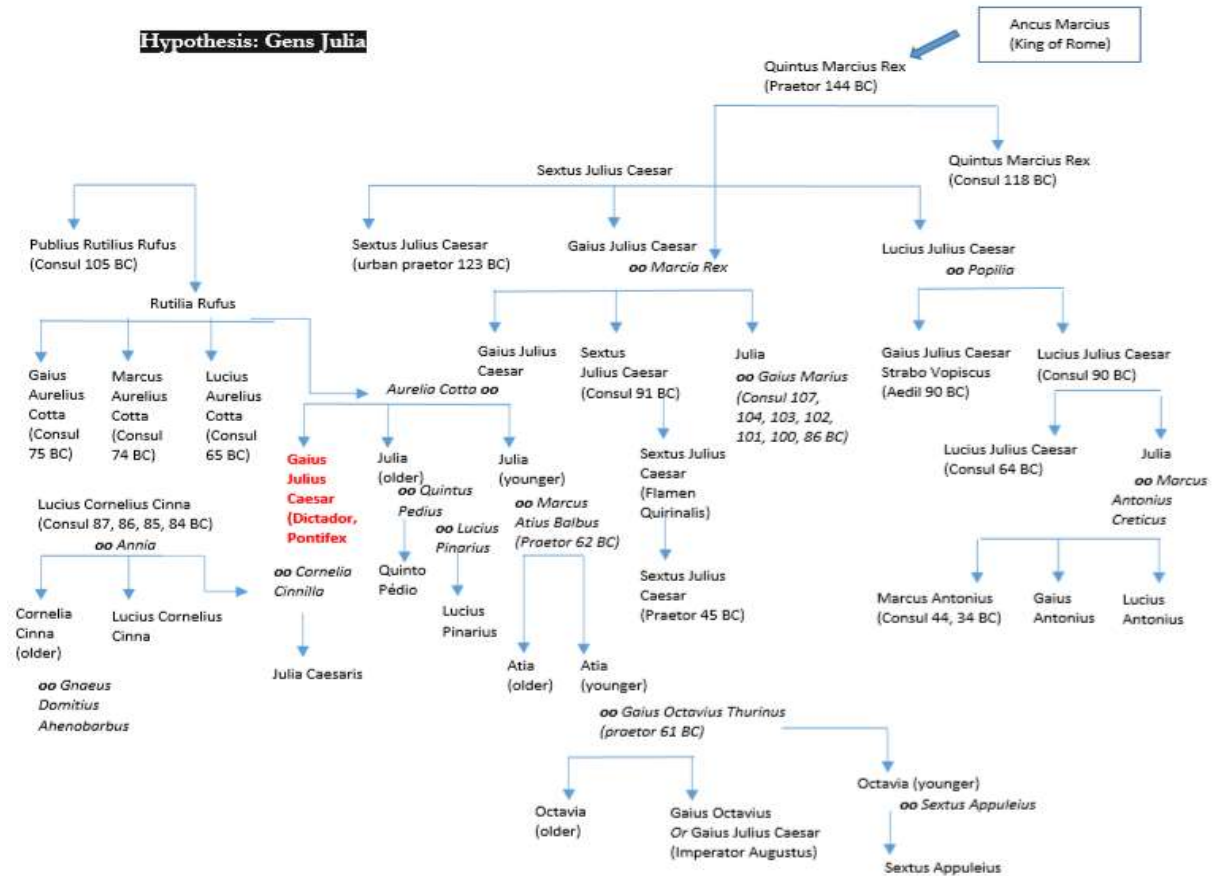 Hypothesis: Gens Julia
Ancus Marcius
(King of Rome)
Quintus Marcius Rex
(Praetor 144 BC)
Quintus Marcius Rex
(Consul 118 BC)
Sextus Julius Caesar
Publius Rutilius Rufus
(Consul 105 BC)
Sextus Julius Caesar
(urban praetor 123 BC)
Gaius Julius Caesar
oo Marcia Rex
Lucius Julius Caesar
oo Popilia
Rutilia Rufus
Gaius
Aurelius
Cotta
(Consul
75 BC)
Marcus
Aurelius
Cotta
(Consul
74 BC)
Lucius
Aurelius
Cotta
(Consul
65 BC)
Aurelia Cotta oo
Gaius Julius
Caesar
Sextus
Julius Caesar
(Consul 91 BC)
Julia
oo Gaius Marius
(Consul 107,
104, 103, 102,
101, 100, 86 BC)
Gaius Julius Caesar
Strabo Vopiscus
(Aedil 90 BC)
Lucius Julius Caesar
(Consul 90 BC)
Lucius Cornelius Cinna
(Consul 87, 86, 85, 84 BC)
oo Annia
Gaius
Julius
Caesar
(Dictador,
Pontifex
oo Cornelia
Cinnilla
Julia
(older)
oo Quintus
Pedius
oo Lucius
Pinarius
Julia
(younger)
oo Marcus
Atius Balbus
(Praetor 62 BC)
Sextus Julius
Caesar
(Flamen
Quirinalis)
Lucius Julius Caesar
(Consul 64 BC)
Julia
oo Marcus
Antonius
Creticus
Cornelia
Cinna
(older)
oo Gnaeus
Domitius
Ahenobarbus
Lucius Cornelius
Cinna
Julia Caesaris
Quinto
Pédio
Lucius
Pinarius
Sextus Julius
Caesar
(Praetor 45 BC)
Marcus Antonius
(Consul 44, 34 BC)
Gaius
Antonius
Lucius
Antonius
Atia
(older)
Atia
(younger)
oo Gaius Octavius Thurinus
(praetor 61 BC)
Octavia
(older)
Gaius Octavius
Or Gaius Julius Caesar
(Imperator Augustus)
Octavia (younger)
oo Sextus Appuleius
Sextus Appuleius